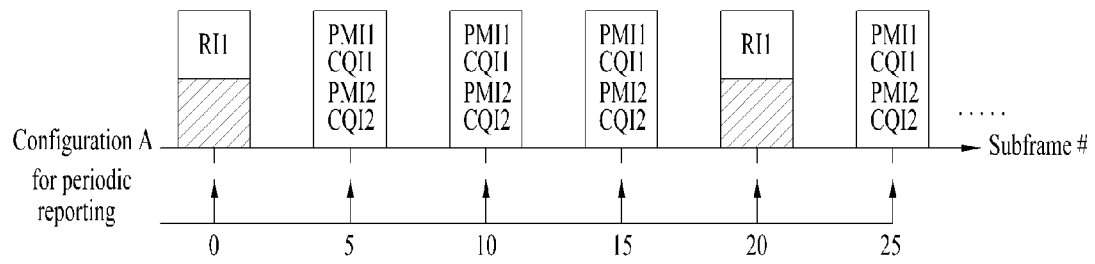 RI1
PMI1
CQI1
PMI2
CQI2
PMI1
CQI1
PMI2
CQI2
PMI1
CQI1
PMI2
CQI2
RI1
PMI1
CQI1
PMI2
CQI2
.....
Configuration A
for periodic
reporting
Subframe #
0 5 10 15 20 25